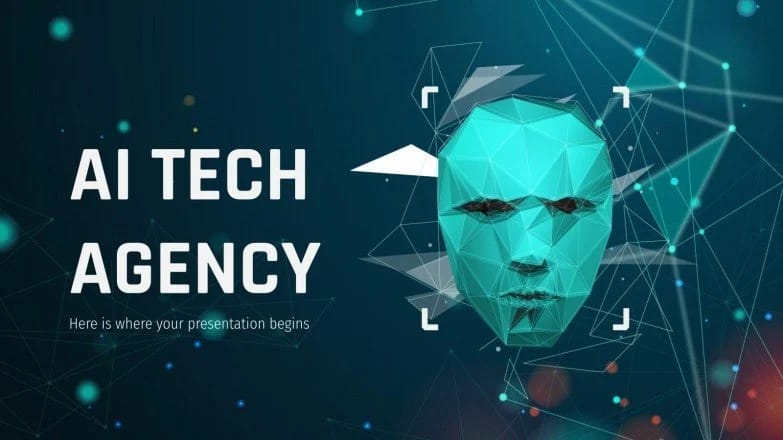 AI TECH
AGENCY
Here is where your presentation begins